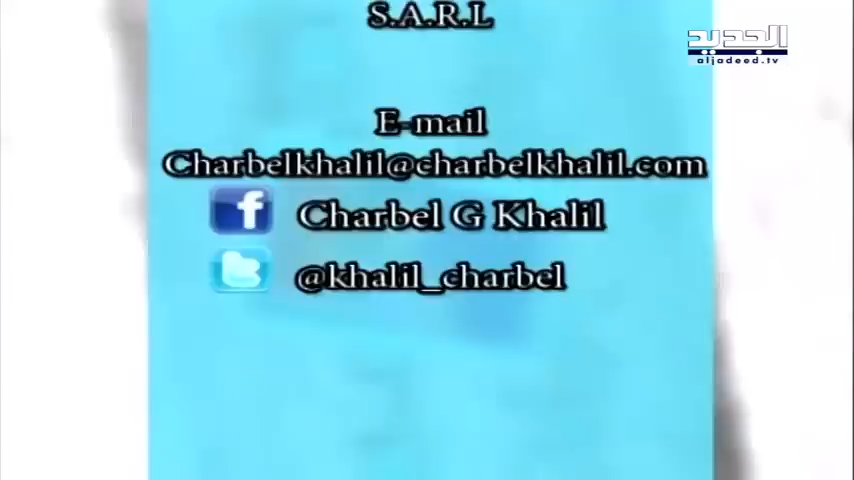 S.A.R.L
الجديد
aljadeed.tv
E-mail
Charbelkhalil@charbelkhalil.com
f Charbel G Khalil
t @khalil_charbel